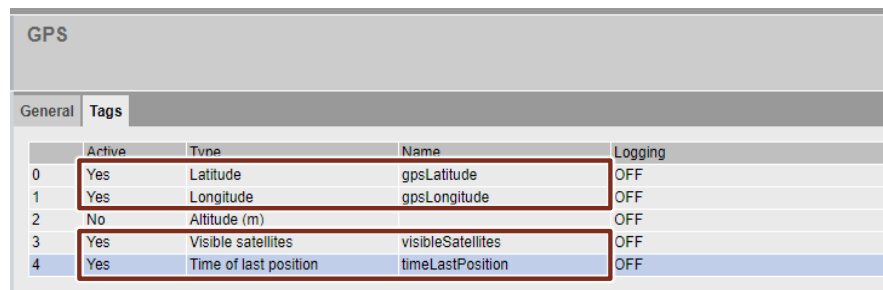 GPS
General Tags
Active Type Name Logging
0 Yes Latitude gpsLatitude OFF
1 Yes Longitude gpsLongitude OFF
2 No Altitude (m) OFF
3 Yes Visible satellites visibleSatellites OFF
4 Yes Time of last position timeLastPosition OFF